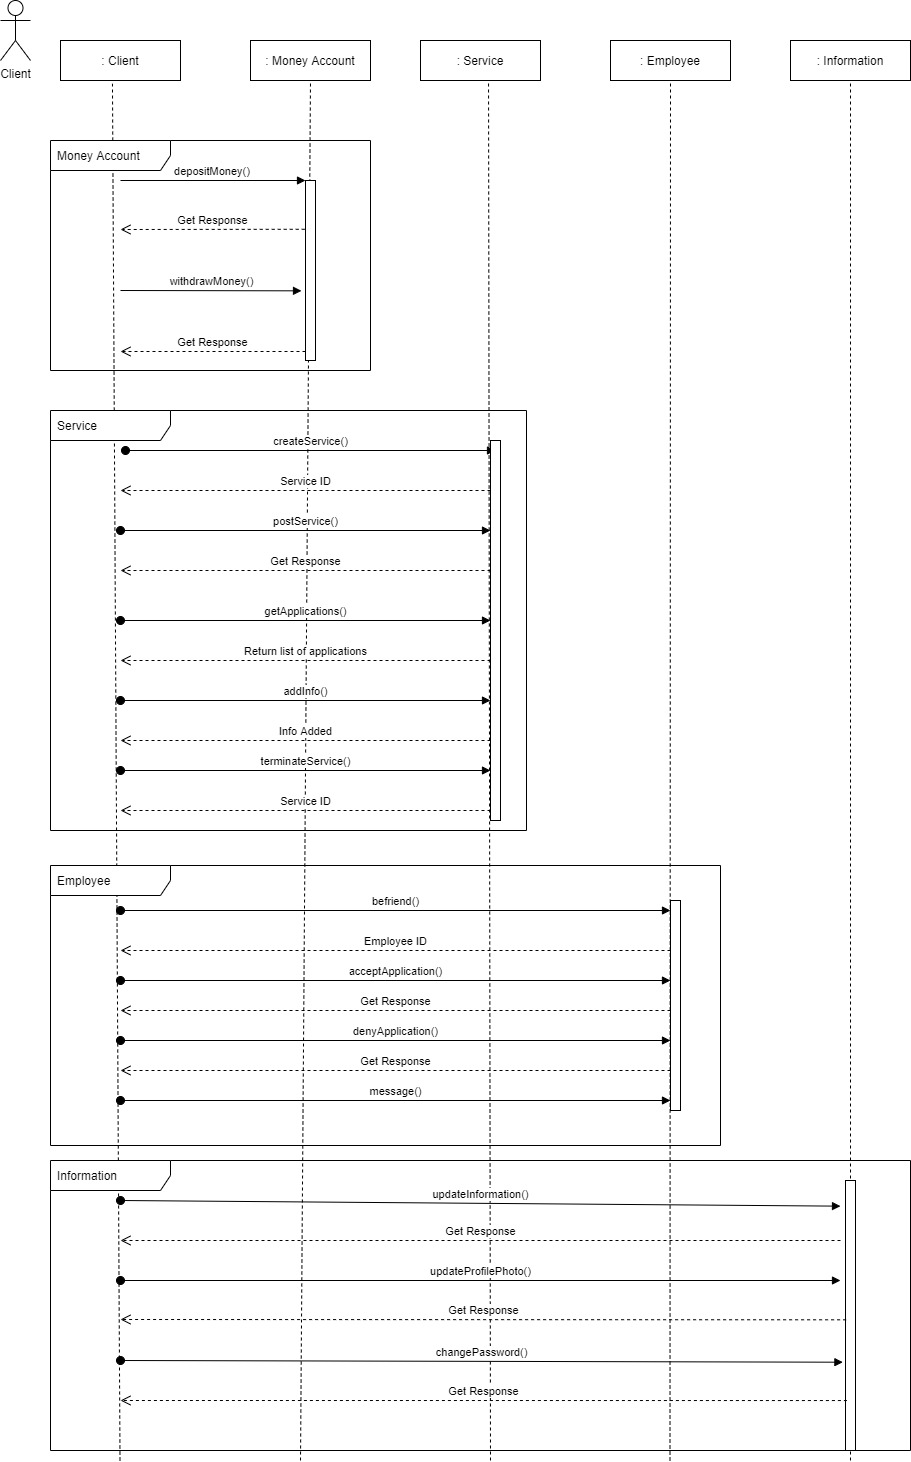 Client
: Client
: Money Account
: Service
: Employee
: Information
Money Account
depositMoney()
Get Response
withdrawMoney()
Get Response
Service
createService()
Service ID
postService()
Get Response
getApplications()
Return list of applications
addInfo()
Info Added
terminateService()
Service ID
Employee
befriend()
Employee ID
acceptApplication()
Get Response
denyApplication()
Get Response
message()
Information
updateInformation()
Get Response
updateProfilePhoto()
Get Response
changePassword()
Get Response